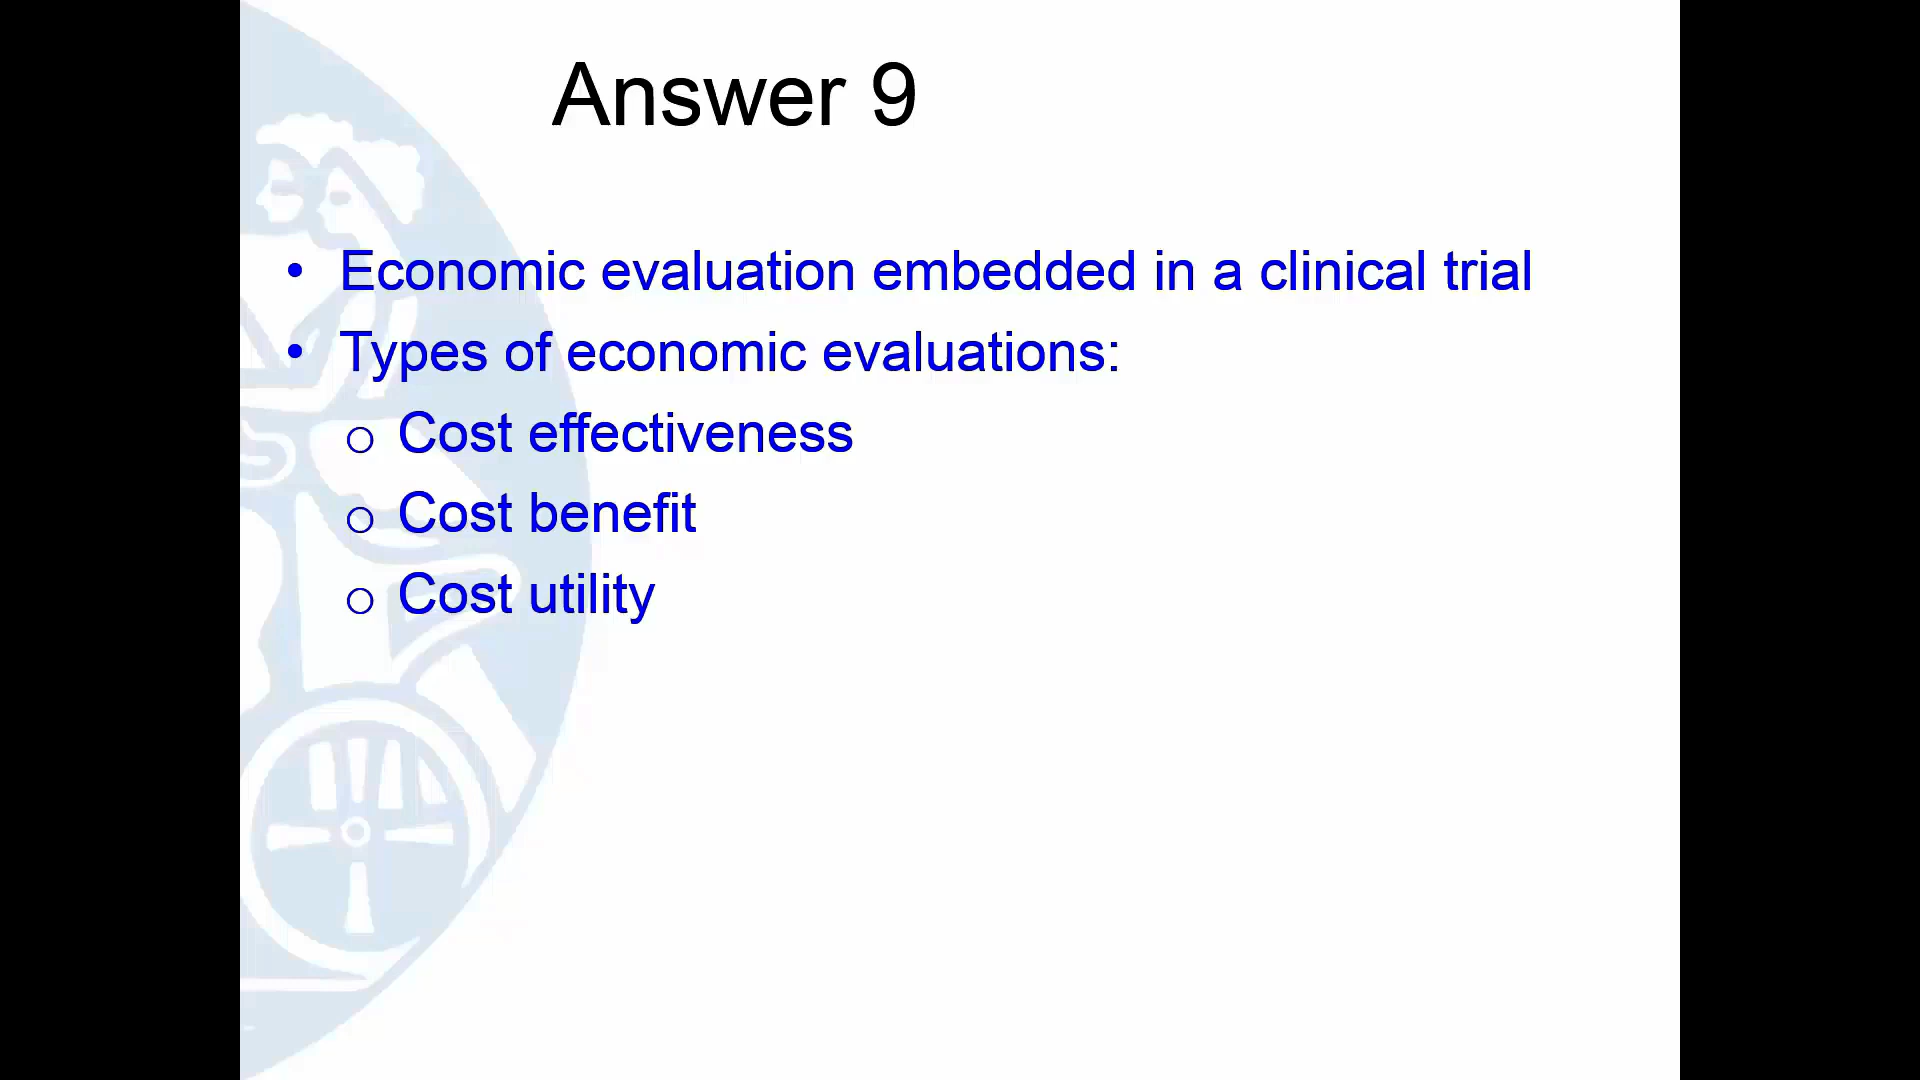 Answer 9
• Economic evaluation embedded in a clinical trial
• Types of economic evaluations:
o Cost effectiveness
o Cost benefit
o Cost utility